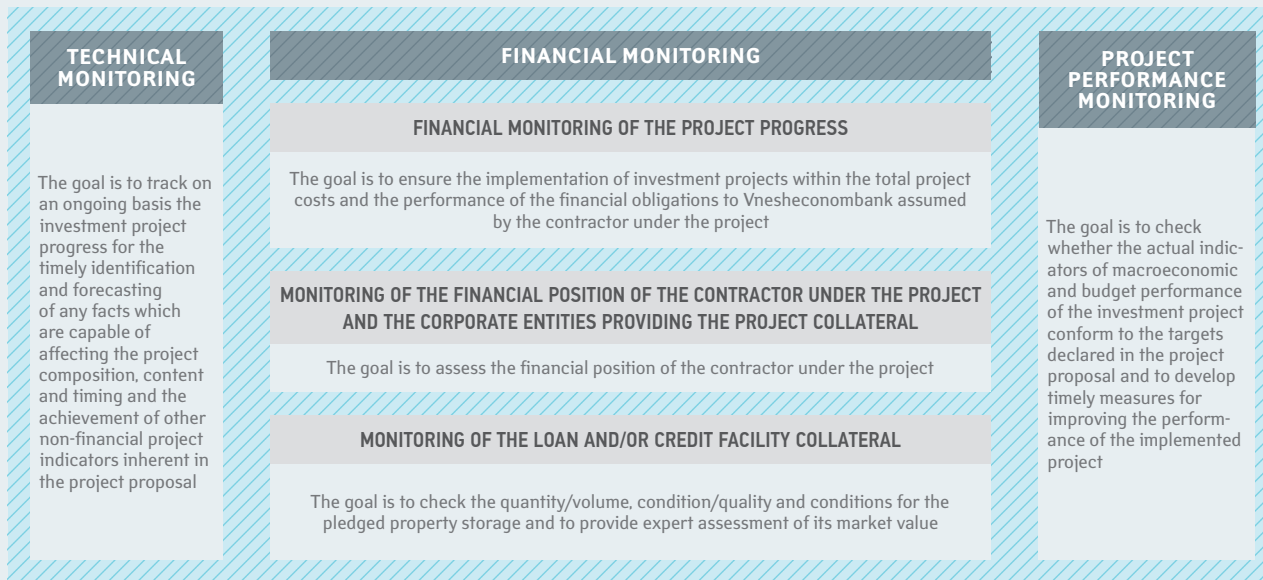 TECHNICAL
MONITORING
The goal is to track on
an ongoing basis the
investment project
progress for the
timely identification
and forecasting
of any facts which
are capable of
affecting the project
composition, content
and timing and the
achievement of other
non-financial project
indicators inherent in
the project proposal
FINANCIAL MONITORING
FINANCIAL MONITORING OF THE PROJECT PROGRESS
The goal is to ensure the implementation of investment projects within the total project
costs and the performance of the financial obligations to Vnesheconombank assumed
by the contractor under the project
MONITORING OF THE FINANCIAL POSITION OF THE CONTRACTOR UNDER THE PROJECT
AND THE CORPORATE ENTITIES PROVIDING THE PROJECT COLLATERAL
The goal is to assess the financial position of the contractor under the project
MONITORING OF THE LOAN AND/OR CREDIT FACILITY COLLATERAL
The goal is to check the quantity/volume, condition/quality and conditions for the
pledged property storage and to provide expert assessment of its market value
PROJECT
PERFORMANCE
MONITORING
The goal is to check
whether the actual indic-
ators of macroeconomic
and budget performance
of the investment project
conform to the targets
declared in the project
proposal and to develop
timely measures for
improving the perform-
ance of the implemented
project